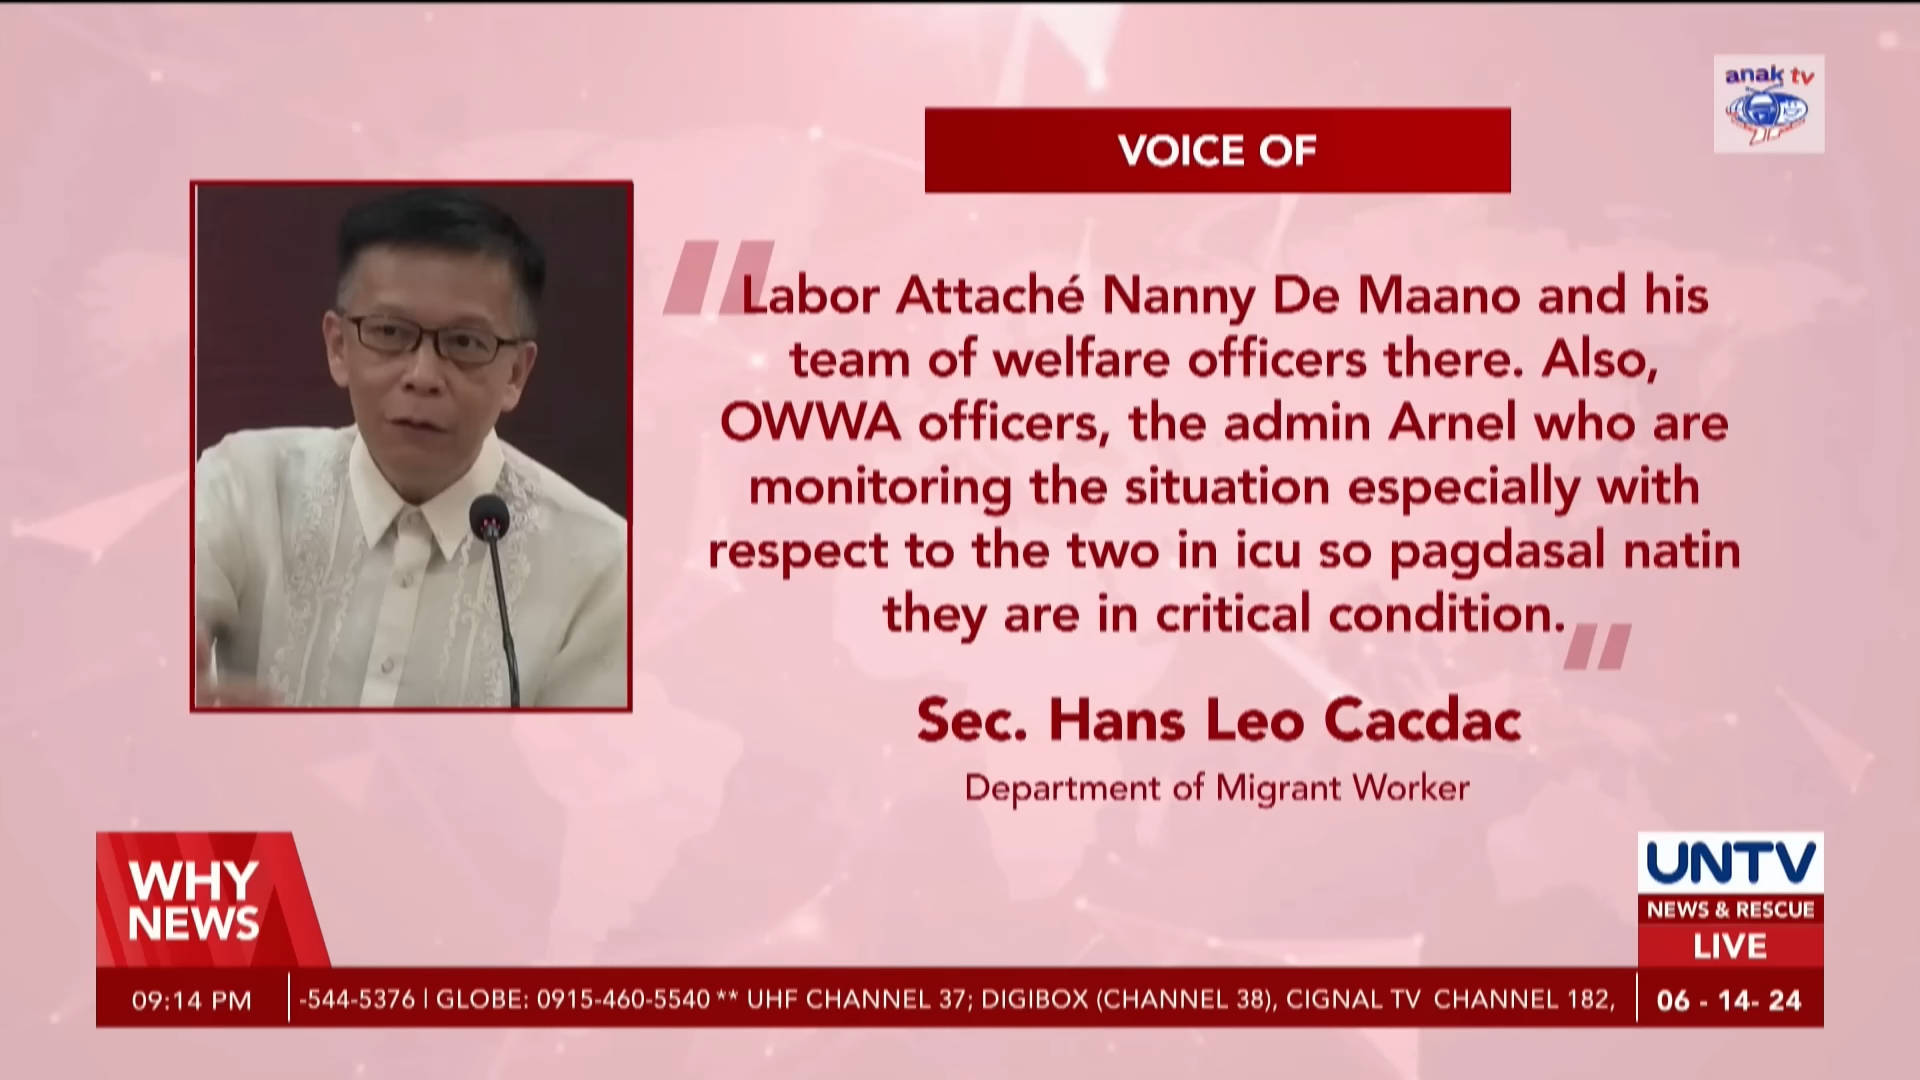 anak tv
VOICE OF
Labor Attaché Nanny De Maano and his
team of welfare officers there. Also,
OWWA officers, the admin Arnel who are
monitoring the situation especially with
respect to the two in icu so pagdasal natin
they are in critical condition.
Sec. Hans Leo Cacdac
Department of Migrant Worker
WHY
NEWS
UNTV
NEWS & RESCUE
LIVE
09:14 PM
-544-5376 | GLOBE: 0915-460-5540 ** UHF CHANNEL 37; DIGIBOX (CHANNEL 38), CIGNAL TV CHANNEL 182,
06 - 14- 24